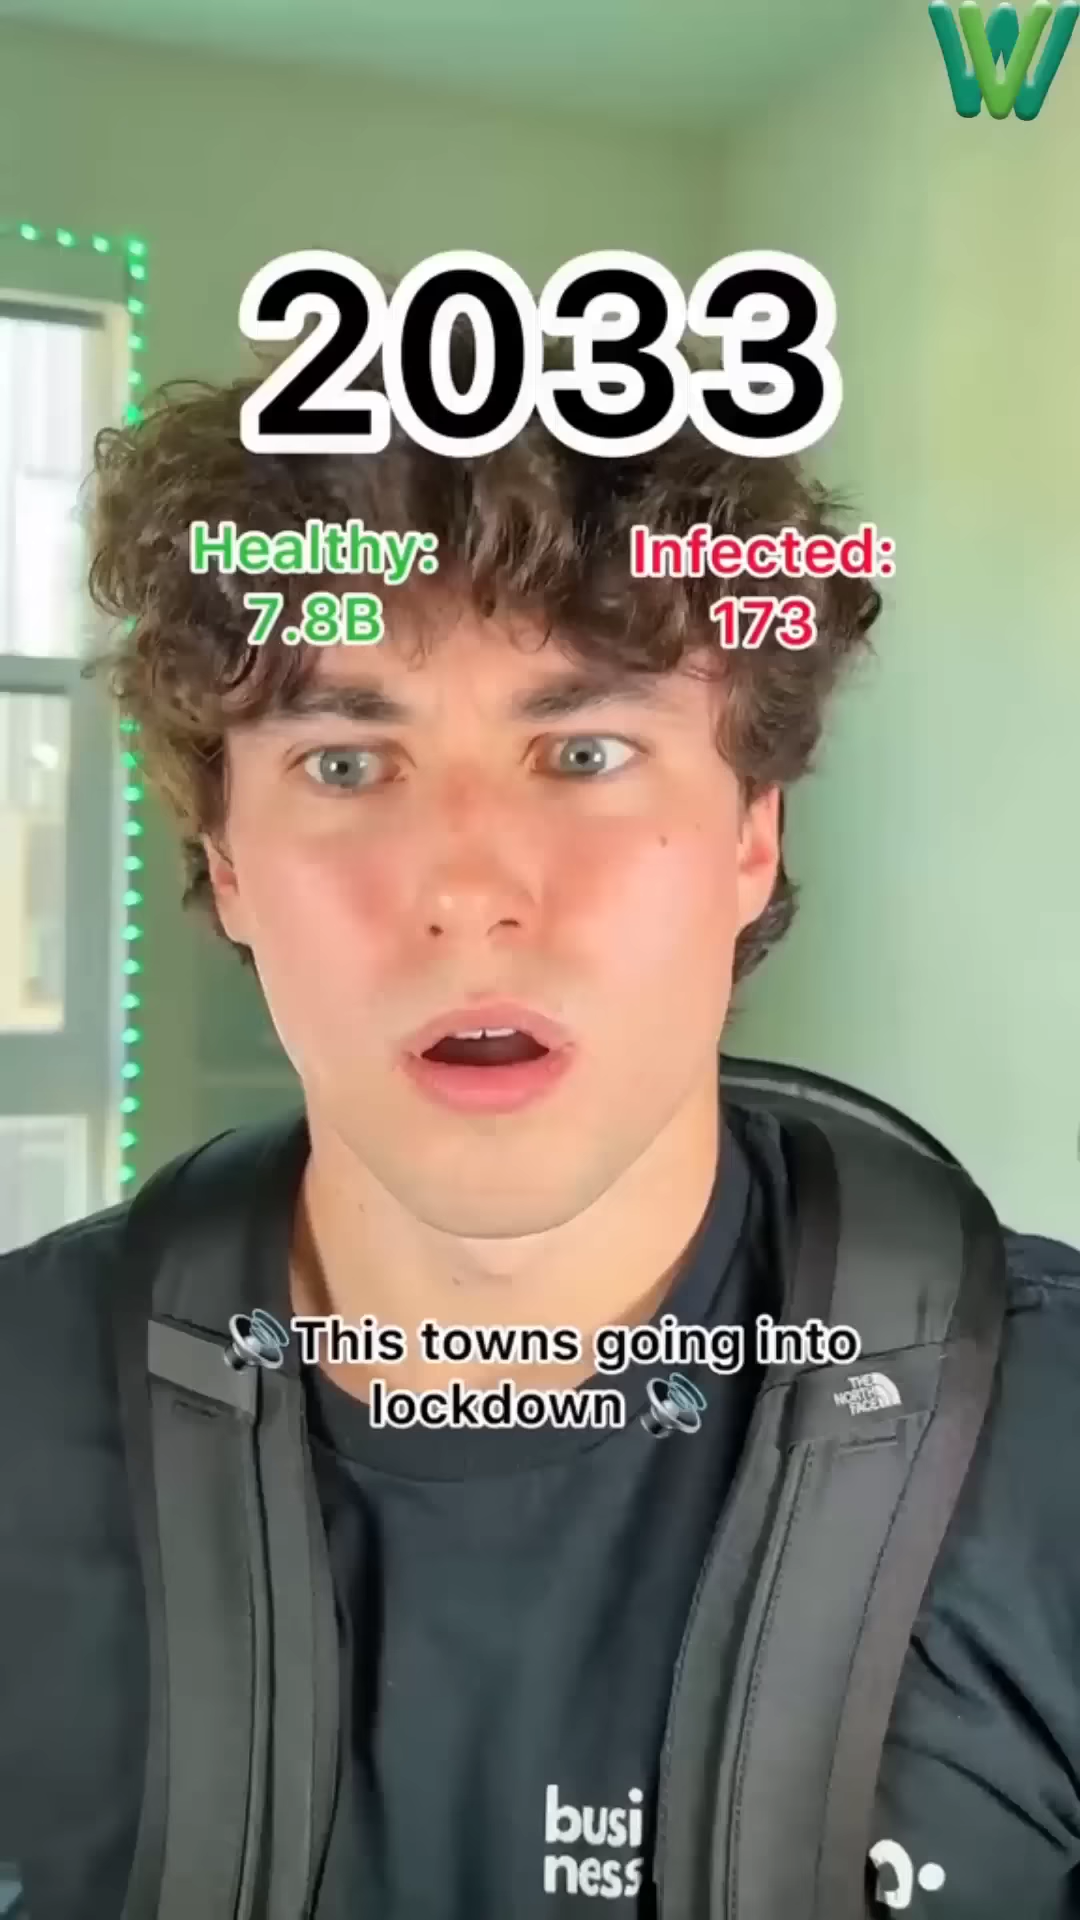 W
2033
Healthy:
7.8B
Infected:
173
🔊This towns going into
lockdown🔊
THE
NORTH
FACE
busi
ness